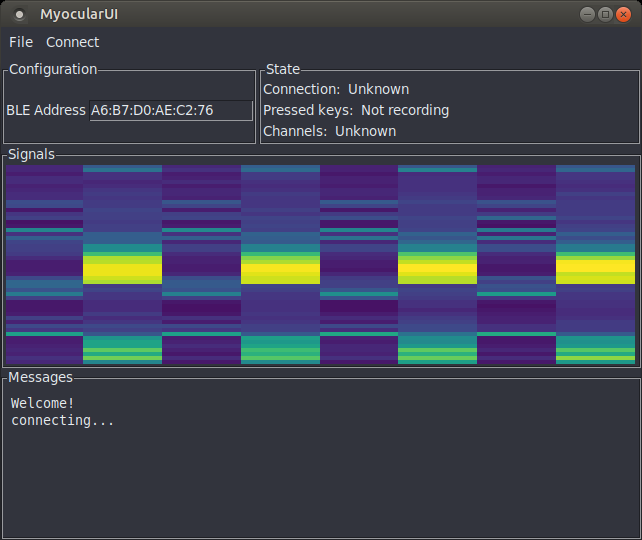 MyocularUI
File Connect
Configuration
BLE Address A6:B7:D0:AE:C2:76
State
Connection: Unknown
Pressed keys: Not recording
Channels: Unknown
Signals
Messages
Welcome!
connecting...